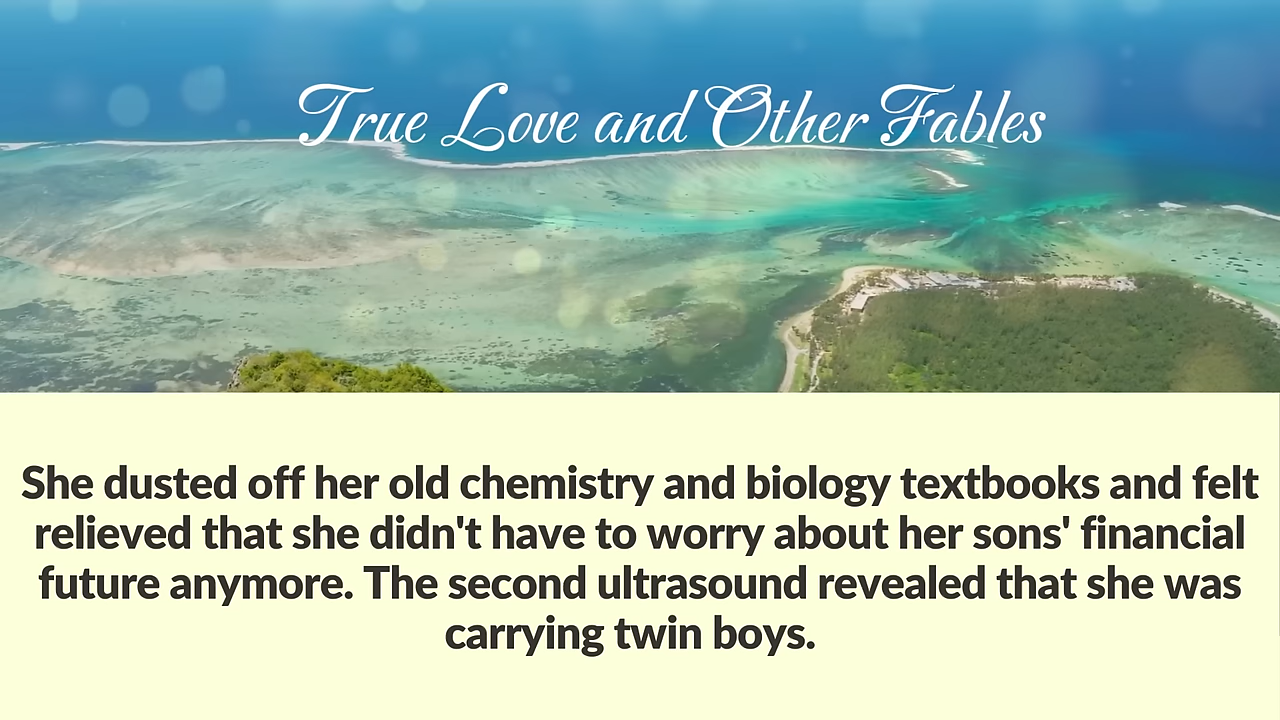 True Love and Other Fables
She dusted off her old chemistry and biology textbooks and felt
relieved that she didn't have to worry about her sons' financial
future anymore. The second ultrasound revealed that she was
carrying twin boys.